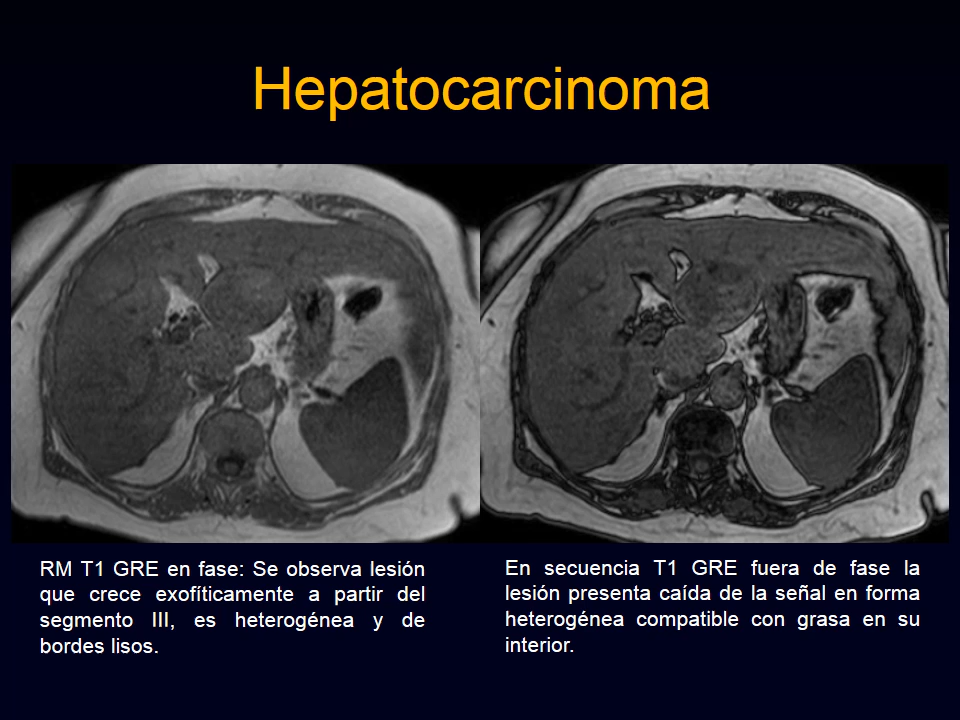 Hepatocarcinoma
RM T1 GRE en fase: Se observa lesión
que crece exofíticamente a partir del
segmento III, es heterogénea y de
bordes lisos.
En secuencia T1 GRE fuera de fase la
lesión presenta caída de la señal en forma
heterogénea compatible con grasa en su
interior.